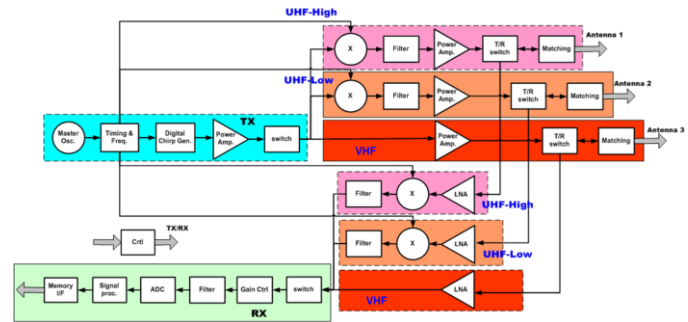 UHF-High
X
Filter
Power
Amp.
T/R
switch
Matching
Antenna 1
UHF-Low
X
Filter
Power
Amp.
T/R
switch
Matching
Antenna 2
TX
Master
Osc.
Timing &
Freq.
Digital
Chirp Gen.
Power
Amp.
switch
VHF
Power
Amp.
T/R
switch
Matching
Antenna 3
Filter
X
LNA
UHF-High
TX/RX
Crtl
Filter
X
LNA
UHF-Low
Memory
I/F
Signal
proc.
ADC
Filter
Gain Ctrl
switch
RX
VHF
LNA